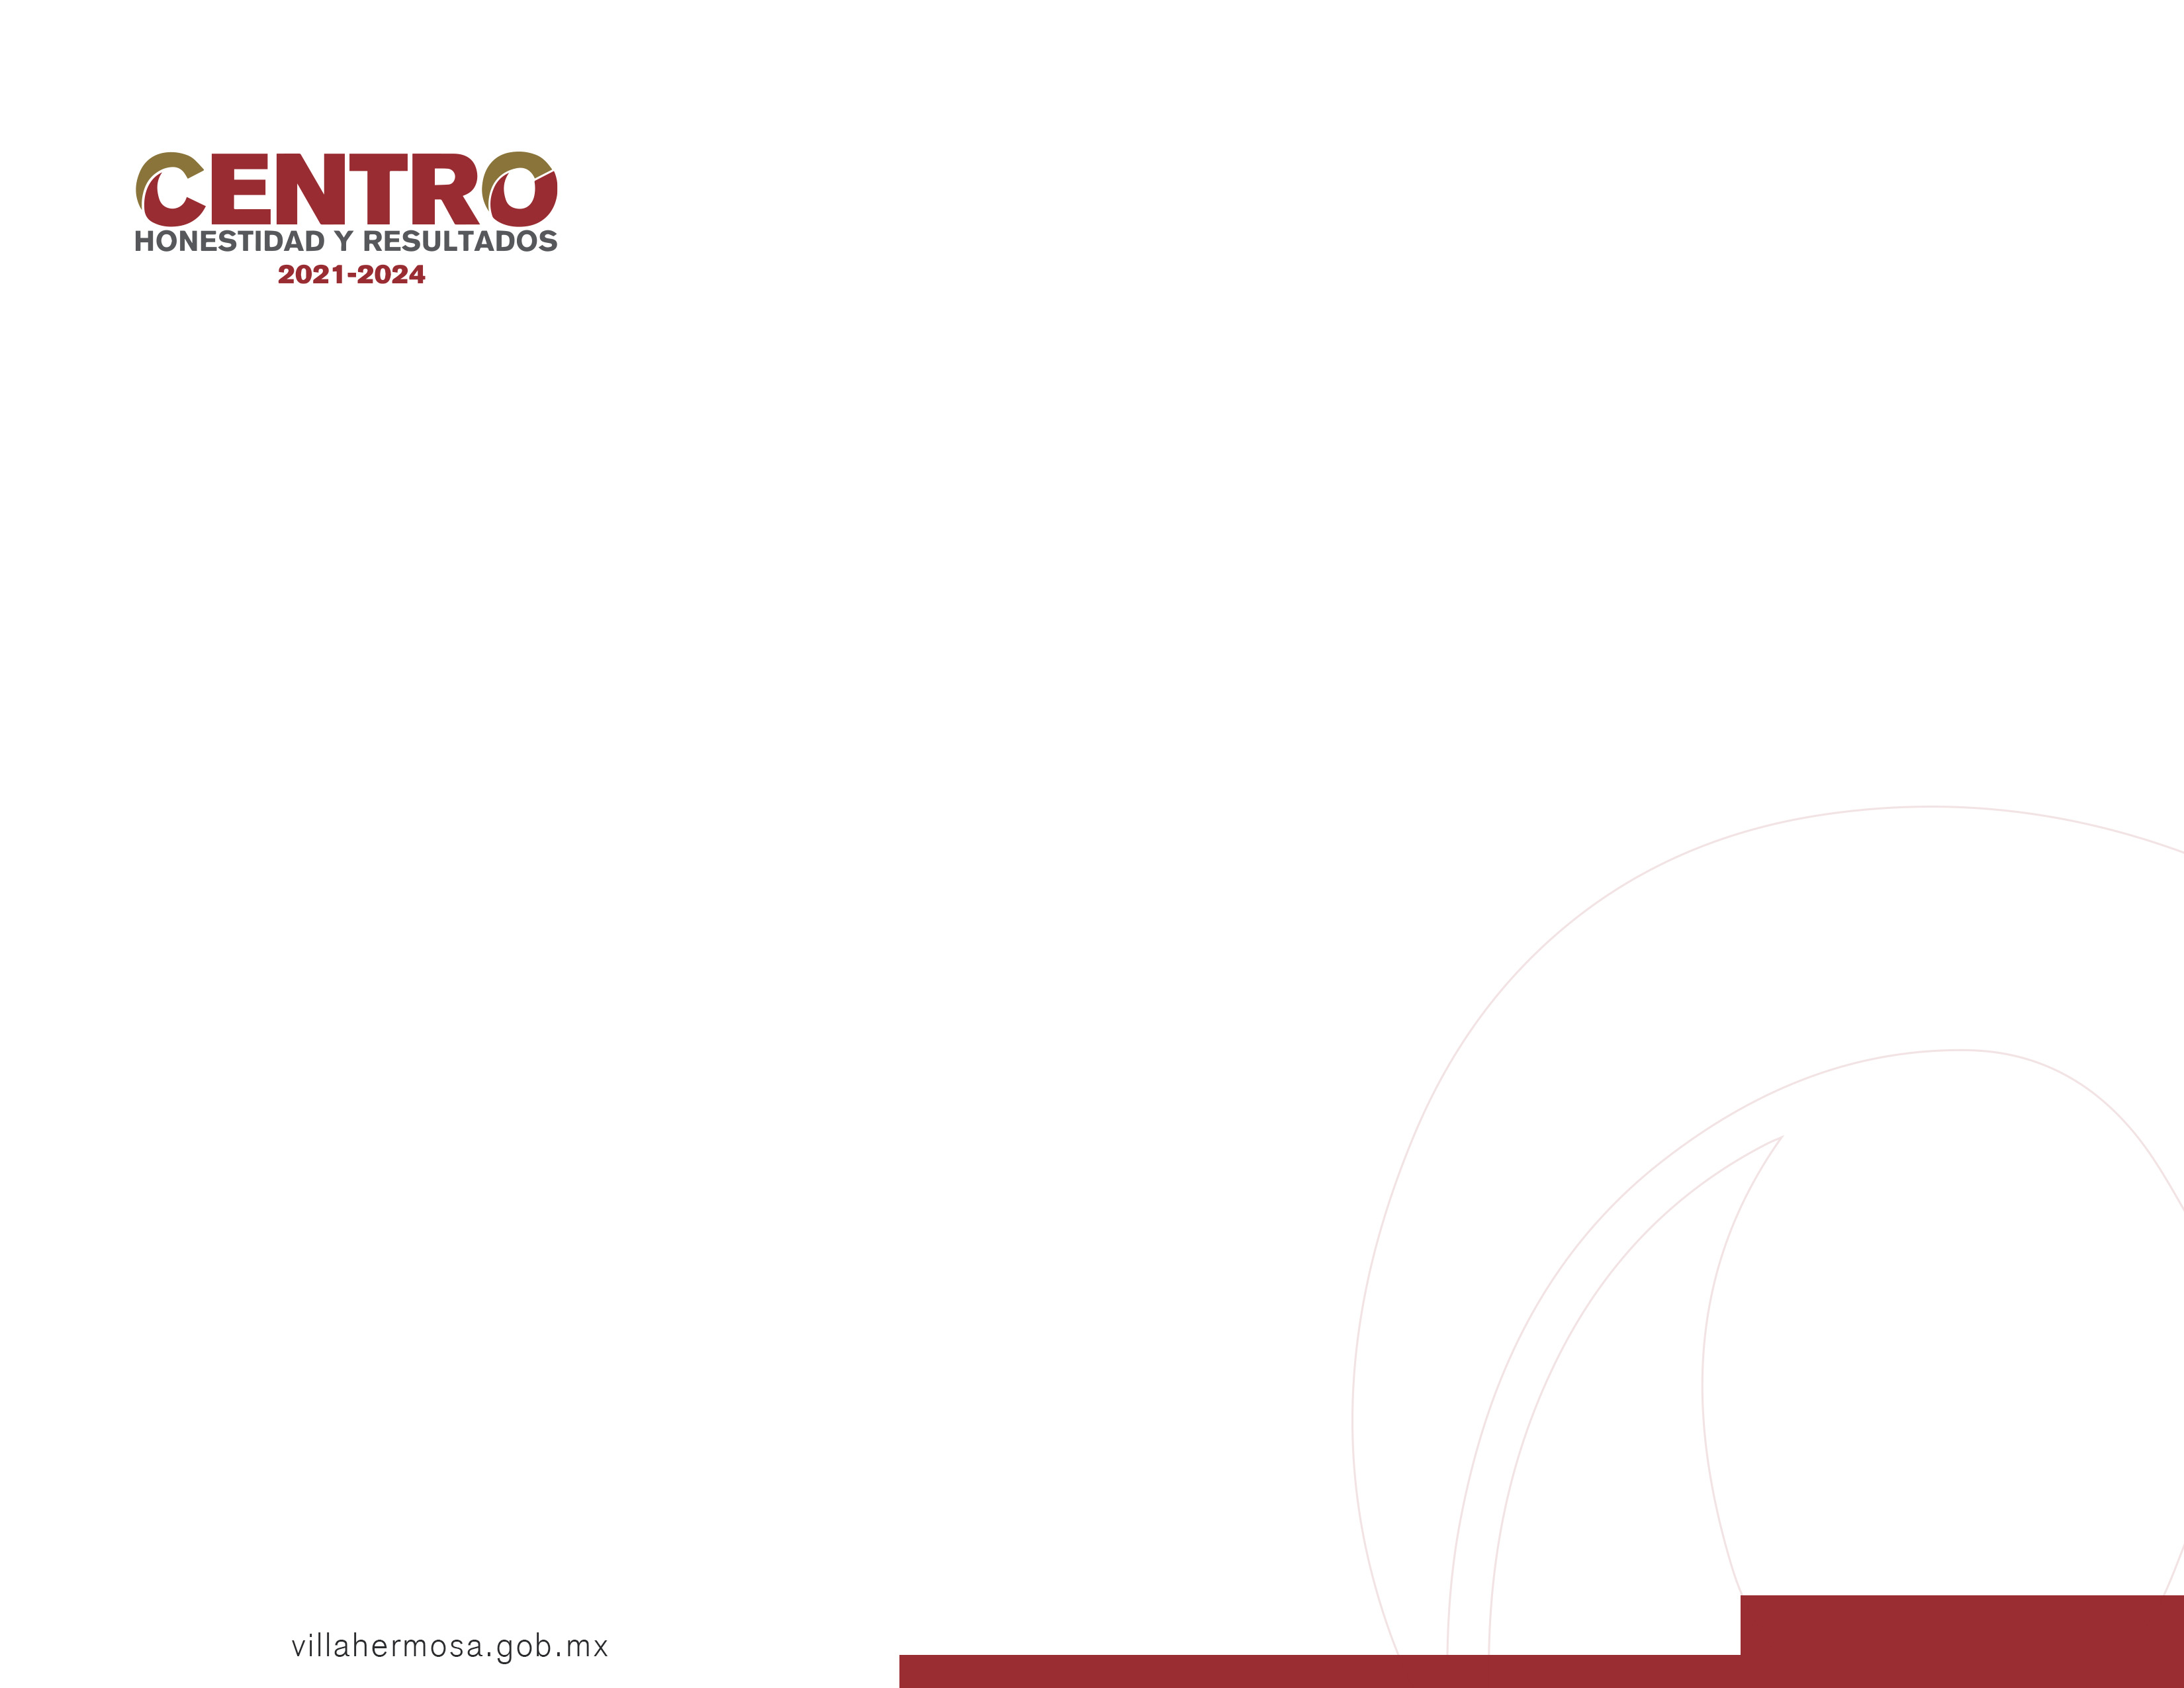 CENTRO
HONESTIDAD Y RESULTADOS
2021-2024
villahermosa.gob.mx